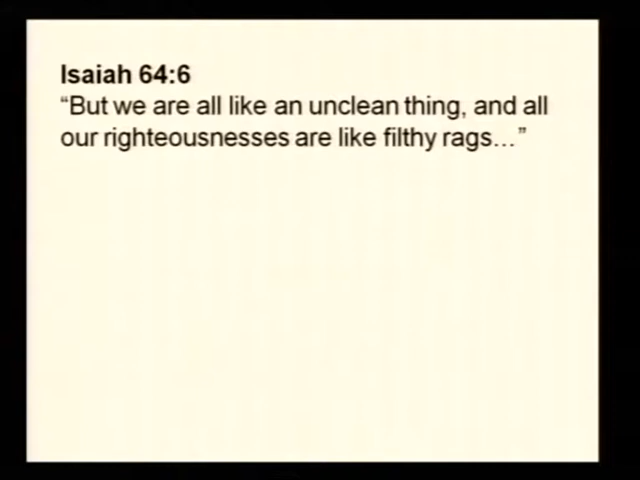 Isaiah 64:6
“But we are all like an unclean thing, and all
our righteousnesses are like filthy rags…”